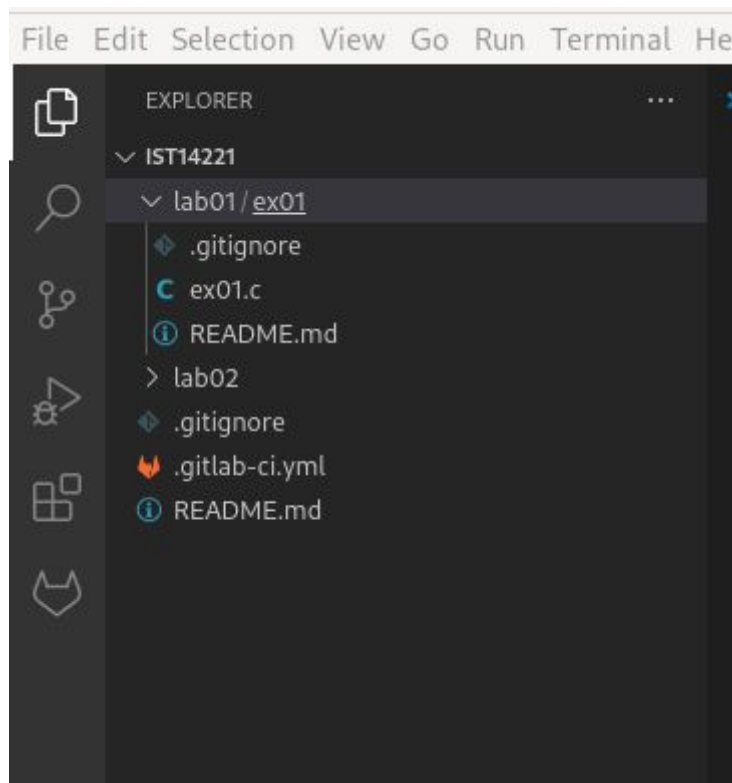 File Edit Selection View Go Run Terminal He
EXPLORER ...
IST14221
lab01/ex01
.gitignore
C ex01.c
README.md
lab02
.gitignore
.gitlab-ci.yml
README.md